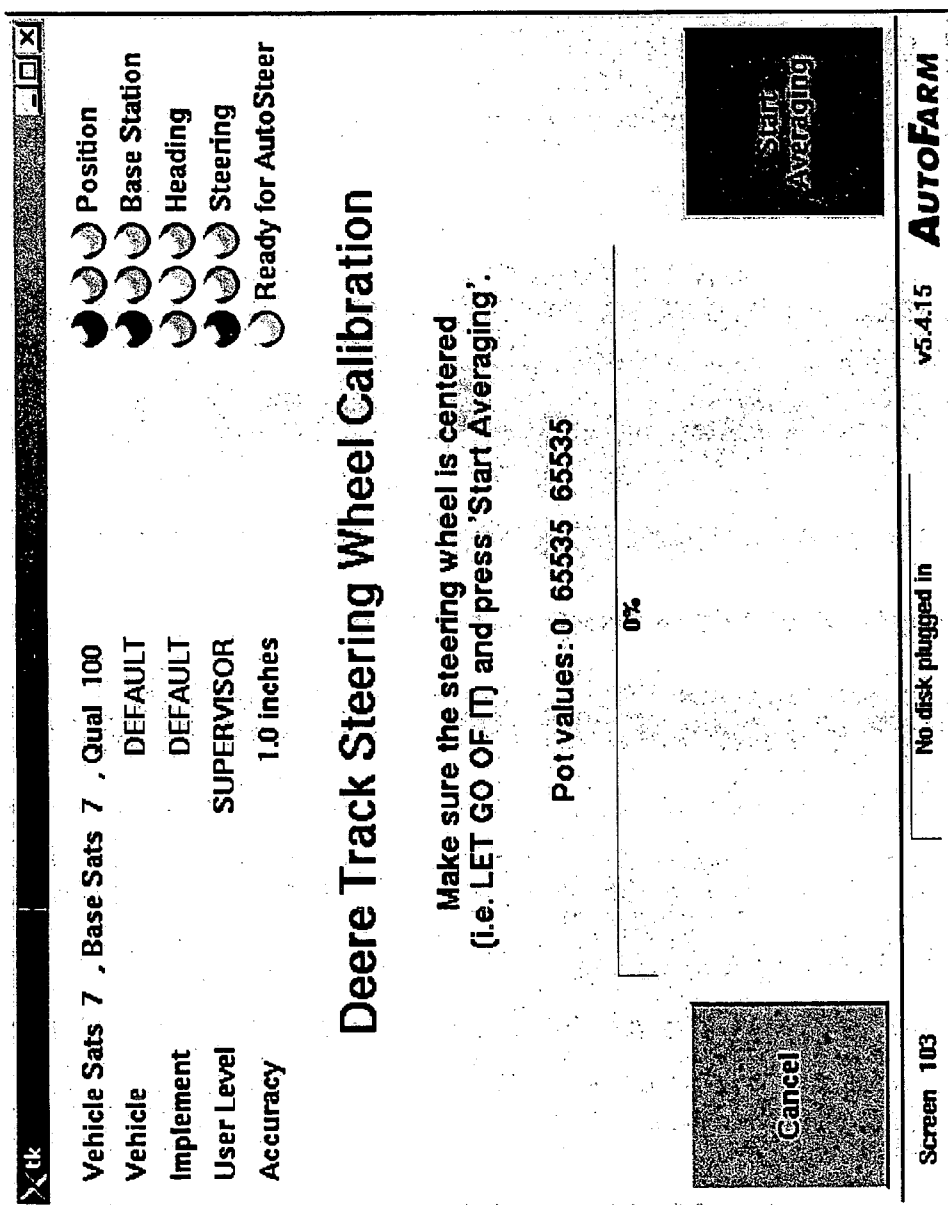 tk
Vehicle Sats 7 , Base Sats 7 , Qual 100
Vehicle DEFAULT
Implement DEFAULT
User Level SUPERVISOR
Accuracy 1.0 inches
Position
Base Station
Heading
Steering
Ready for AutoSteer
Deere Track Steering Wheel Calibration
Make sure the steering wheel is centered
(i.e. LET GO OF IT) and press 'Start Averaging'.
Pot values: 0 65535 65535
0%
Cancel
Start
Averaging
Screen 103
No disk plugged in
v5.4.15
AUTOFARM